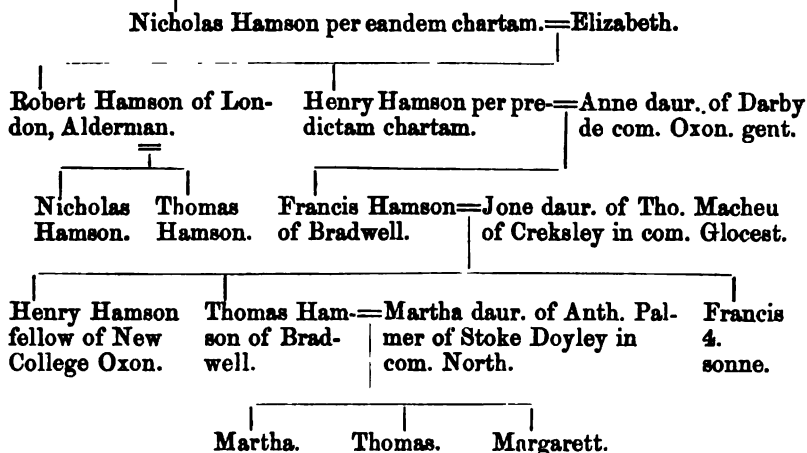 Nicholas Hamson per eandem chartam.=Elizabeth.
Robert Hamson of Lon-
don, Alderman.
Henry Hamson per pre-
dictam chartam.
=Anne daur. of Darby
de com. Oxon. gent.
Nicholas
Hamson.
Thomas
Hamson.
Francis Hamson
of Bradwell.
=Jone daur. of Tho. Macheu
of Creksley in com. Glocest.
Henry Hamson
fellow of New
College Oxon.
Thomas Ham-
son of Brad-
well.
=Martha daur. of Anth. Pal-
mer of Stoke Doyley in
com. North.
Francis
4.
sonne.
Martha.
Thomas.
Margarett.